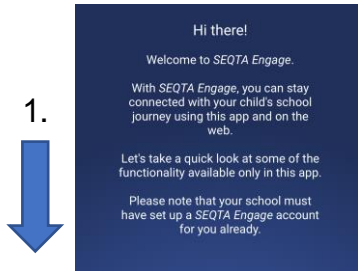 1.
Hi there!
Welcome to SEQTA Engage.
With SEQTA Engage, you can stay
connected with your child's school
journey using this app and on the
web.
Let's take a quick look at some of the
functionality available only in this app.
Please note that your school must
have set up a SEQTA Engage account
for you already.